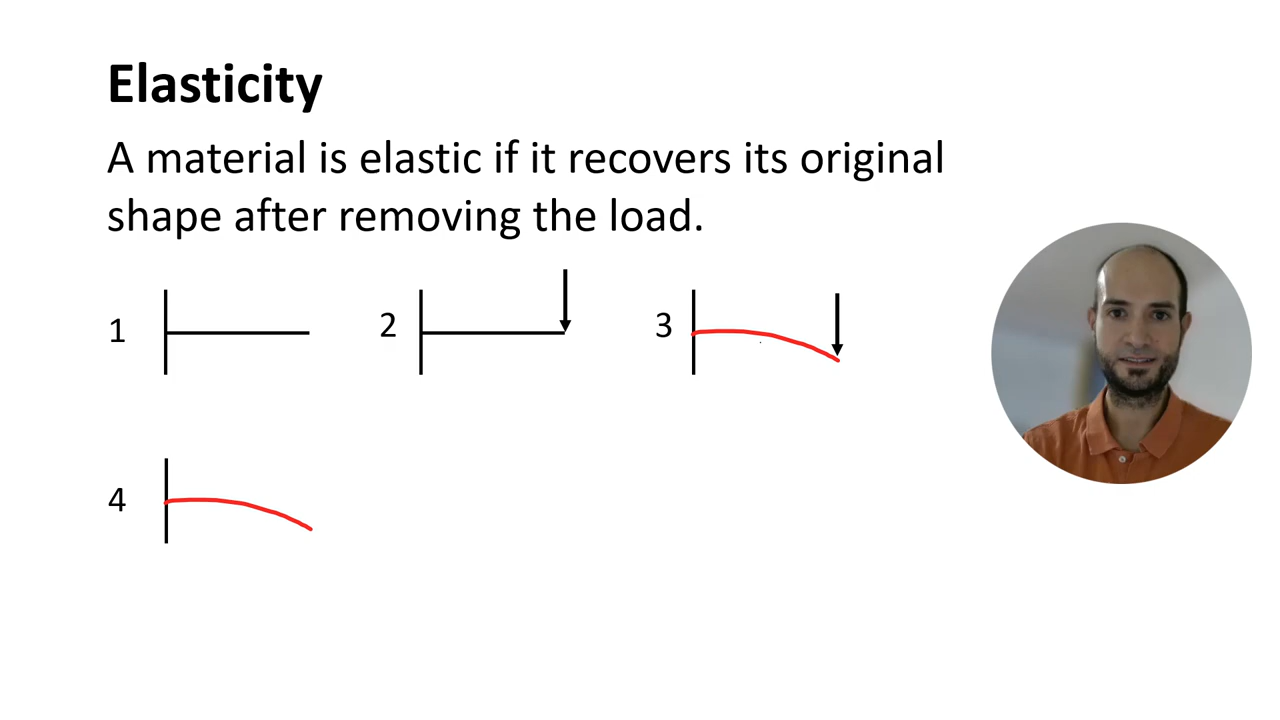 Elasticity
A material is elastic if it recovers its original
shape after removing the load.
1 2 3
4